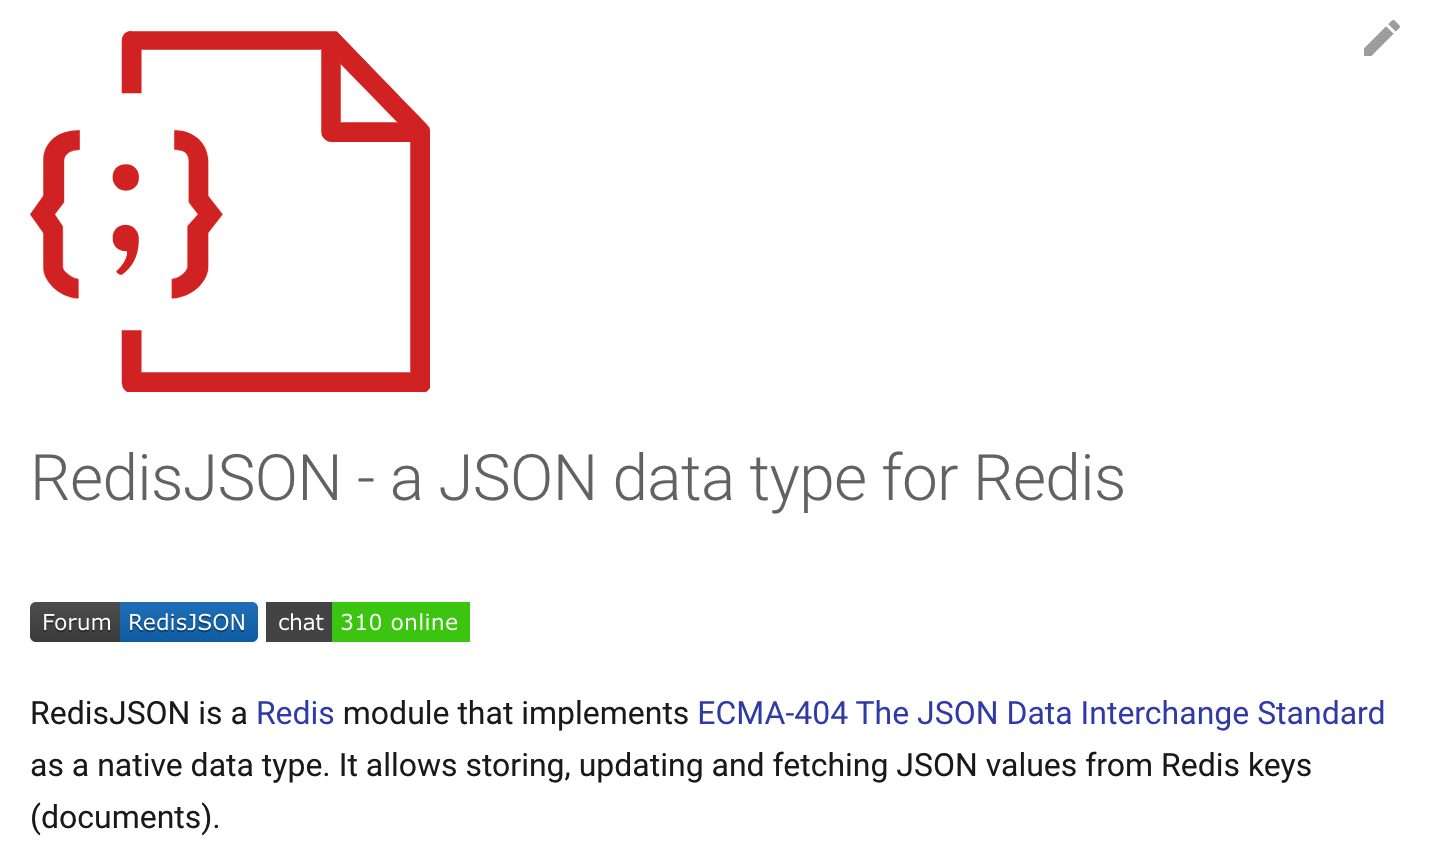 {;}
RedisJSON - a JSON data type for Redis
Forum RedisJSON chat 310 online
RedisJSON is a Redis module that implements ECMA-404 The JSON Data Interchange Standard
as a native data type. It allows storing, updating and fetching JSON values from Redis keys
(documents).